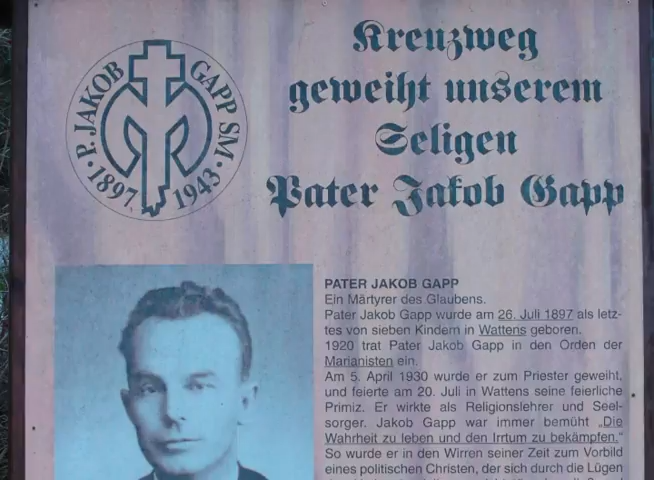 Kreuzweg
geweiht unserem
Seligen
Pater Jakob Gapp
P. JAKOB GAPP SM
· 1897 1943 ·
PATER JAKOB GAPP
Ein Märtyrer des Glaubens.
Pater Jakob Gapp wurde am 26. Juli 1897 als letz-
tes von sieben Kindern in Wattens geboren.
1920 trat Pater Jakob Gapp in den Orden der
Marianisten ein.
Am 5. April 1930 wurde er zum Priester geweiht,
und feierte am 20. Juli in Wattens seine feierliche
Primiz. Er wirkte als Religionslehrer und Seel-
sorger. Jakob Gapp war immer bemüht „Die
Wahrheit zu leben und den Irrtum zu bekämpfen.“
So wurde er in den Wirren seiner Zeit zum Vorbild
eines politischen Christen, der sich durch die Lügen